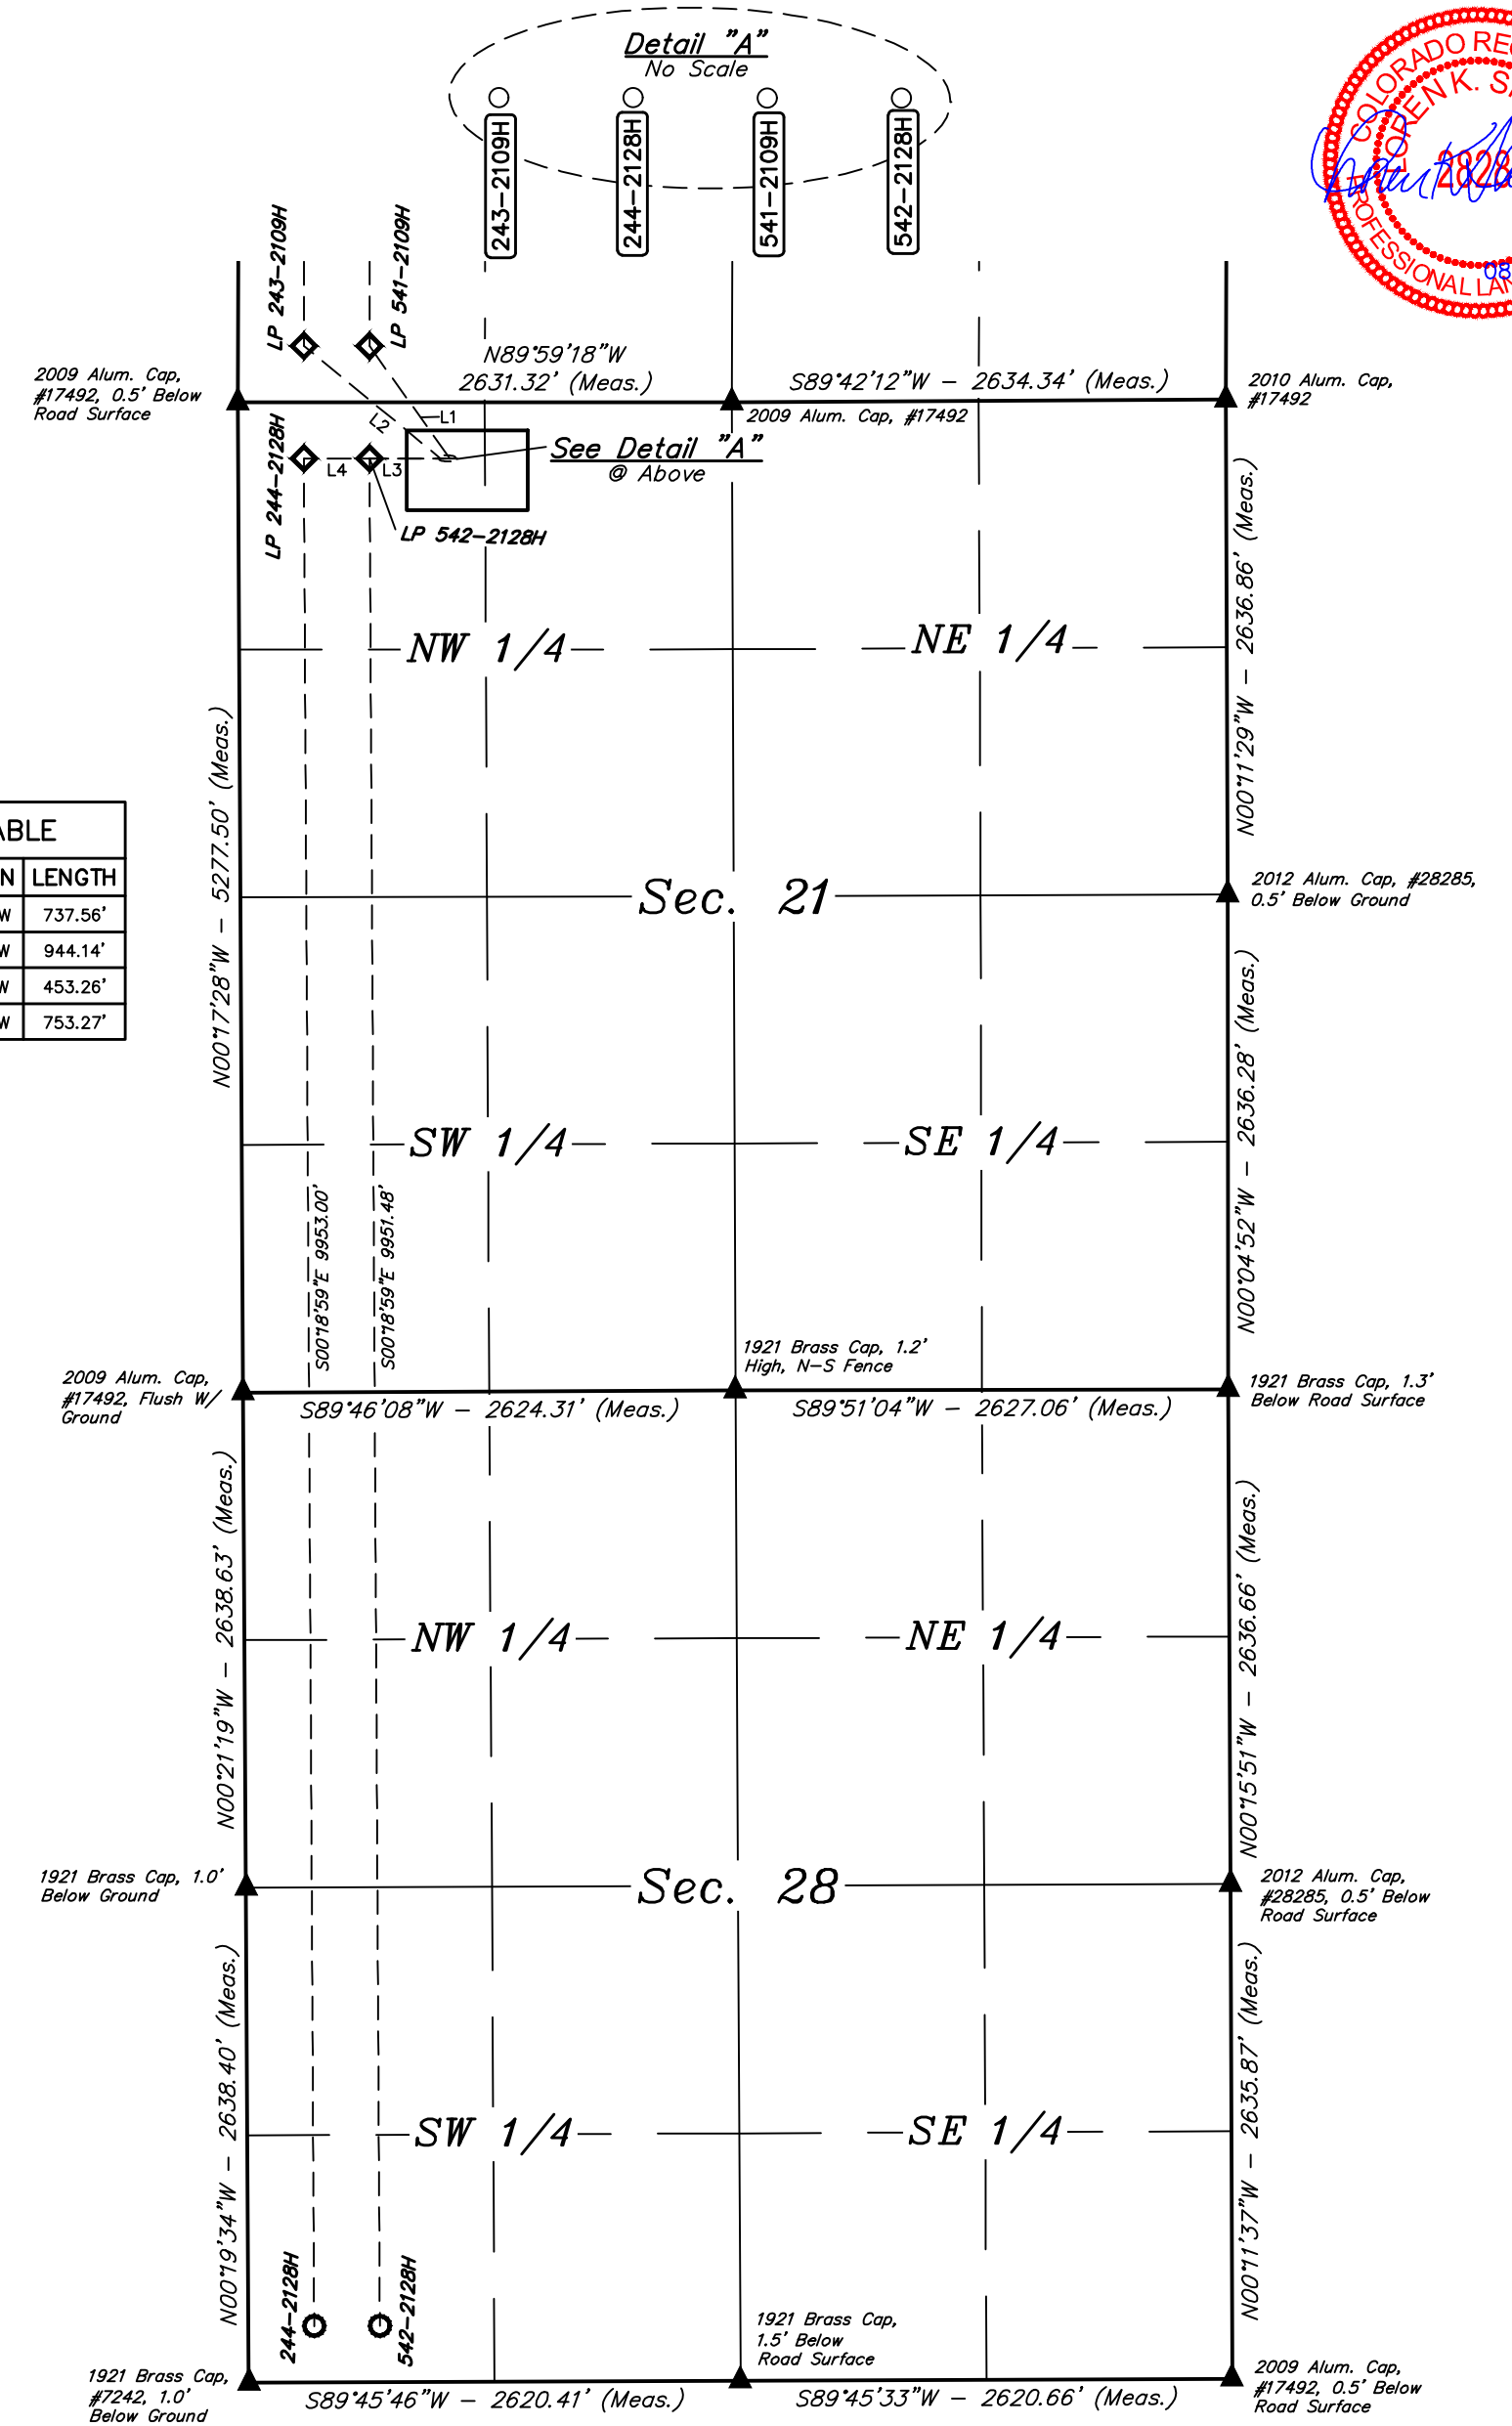 Detail "A"
No Scale
243-2109H
244-2128H
541-2109H
542-2128H
COLORADO
LOREN K.
PROFESSIONAL
LP 243-2109H
LP 541-2109H
N89°59'18"W
2631.32' (Meas.)
S89°42'12"W - 2634.34' (Meas.)
2009 Alum. Cap,
#17492, 0.5' Below
Road Surface
2009 Alum. Cap, #17492
2010 Alum. Cap,
#17492
L1
L2
L4
L3
See Detail "A"
@ Above
LP 244-2128H
LP 542-2128H
NW 1/4
NE 1/4
N00°11'29"W - 2636.86' (Meas.)
N00°17'28"W - 5277.50' (Meas.)
LENGTH
737.56'
944.14'
453.26'
753.27'
Sec. 21
2012 Alum. Cap, #28285,
0.5' Below Ground
N00°04'52"W - 2636.28' (Meas.)
SW 1/4
SE 1/4
S00°18'59"E 9953.00'
S00°18'59"E 9951.48'
1921 Brass Cap, 1.2'
High, N-S Fence
2009 Alum. Cap,
#17492, Flush W/
Ground
1921 Brass Cap, 1.3'
Below Road Surface
S89°46'08"W - 2624.31' (Meas.)
S89°51'04"W - 2627.06' (Meas.)
N00°21'19"W - 2638.63' (Meas.)
N00°15'51"W - 2636.66' (Meas.)
NW 1/4
NE 1/4
1921 Brass Cap, 1.0'
Below Ground
Sec. 28
2012 Alum. Cap,
#28285, 0.5' Below
Road Surface
N00°19'34"W - 2638.40' (Meas.)
N00°11'37"W - 2635.87' (Meas.)
SW 1/4
SE 1/4
244-2128H
542-2128H
1921 Brass Cap,
1.5' Below
Road Surface
1921 Brass Cap,
#7242, 1.0'
Below Ground
2009 Alum. Cap,
#17492, 0.5' Below
Road Surface
S89°45'46"W - 2620.41' (Meas.)
S89°45'33"W - 2620.66' (Meas.)